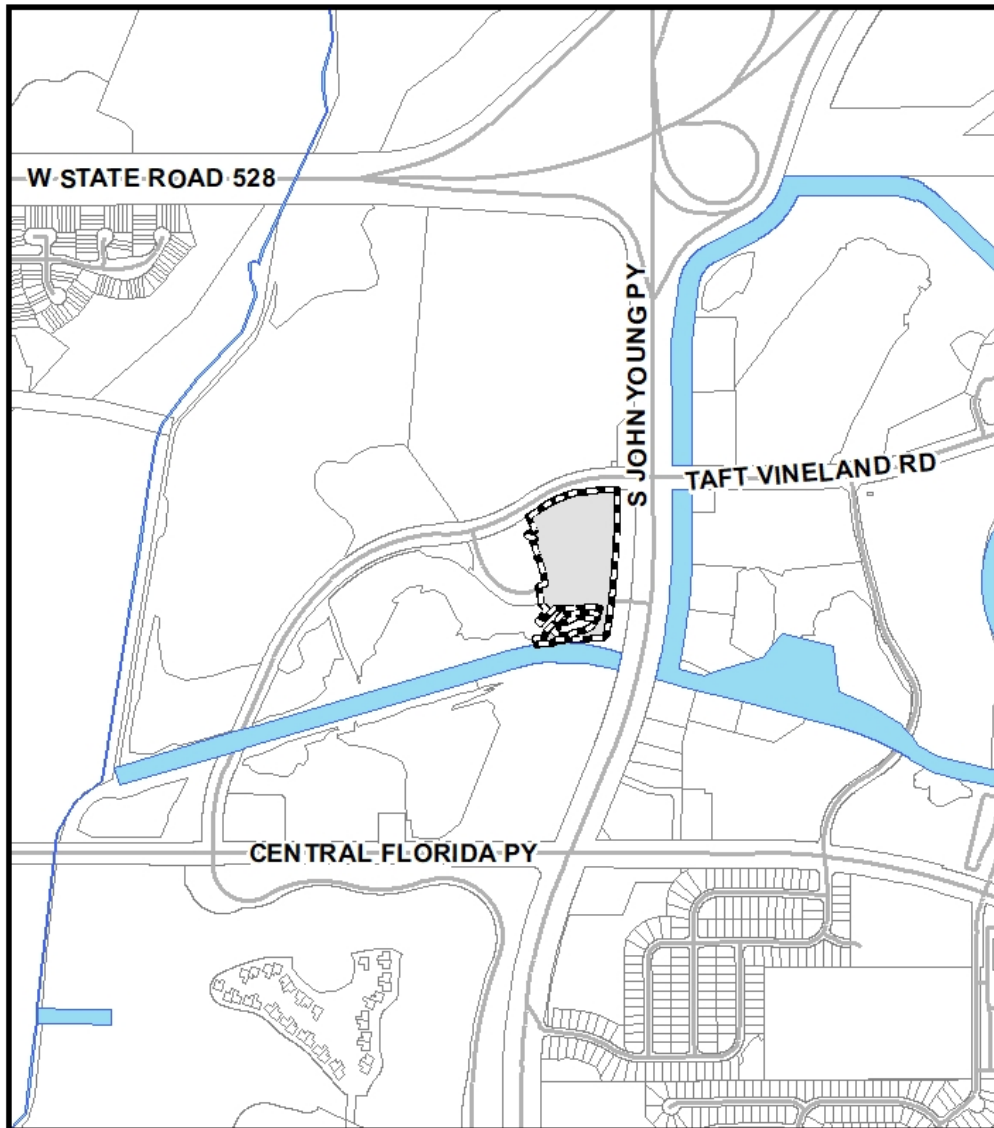 W STATE ROAD 528
S JOHN YOUNG PY
TAFT VINELAND RD
CENTRAL FLORIDA PY